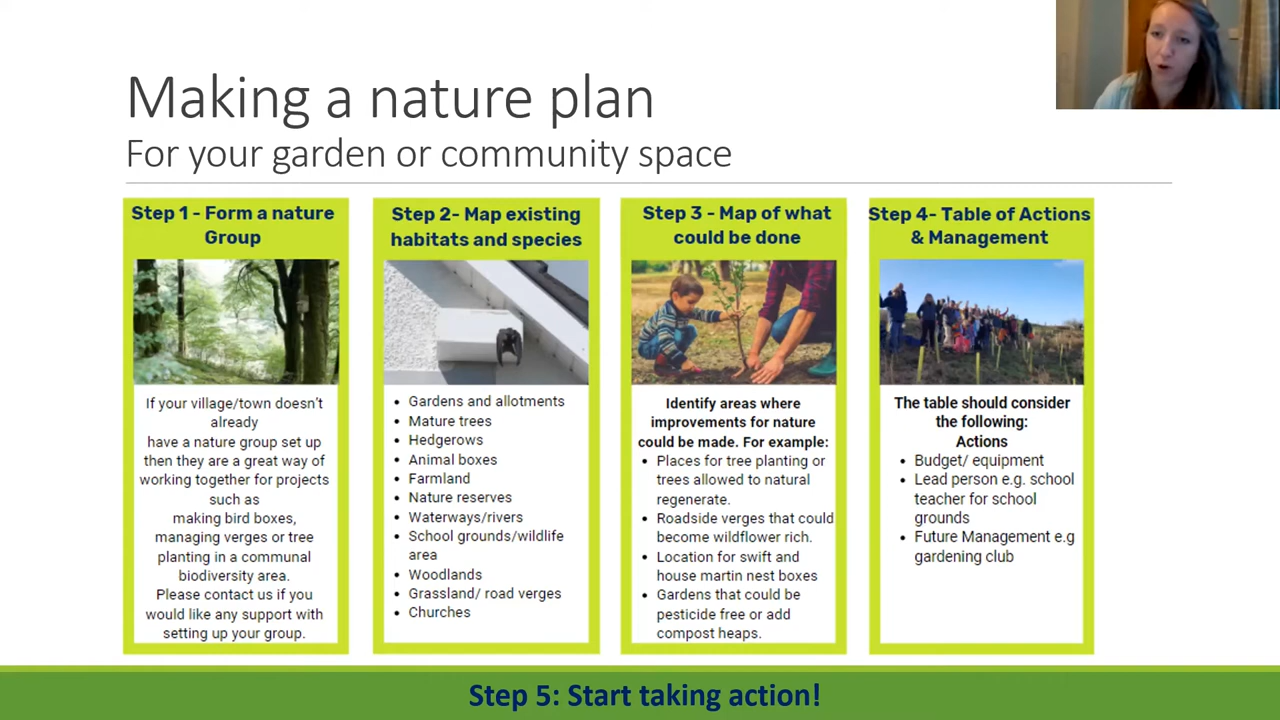 Making a nature plan
For your garden or community space
Step 1 - Form a nature
Group
If your village/town doesn't
already
have a nature group set up
then they are a great way of
working together for projects
such as
making bird boxes,
managing verges or tree
planting in a communal
biodiversity area.
Please contact us if you
would like any support with
setting up your group.
Step 2- Map existing
habitats and species
• Gardens and allotments
• Mature trees
• Hedgerows
• Animal boxes
• Farmland
• Nature reserves
• Waterways/rivers
• School grounds/wildlife
area
• Woodlands
• Grassland/ road verges
• Churches
Step 3 - Map of what
could be done
Identify areas where
improvements for nature
could be made. For example:
• Places for tree planting or
trees allowed to natural
regenerate.
• Roadside verges that could
become wildflower rich.
• Location for swift and
house martin nest boxes
• Gardens that could be
pesticide free or add
compost heaps.
Step 4- Table of Actions
& Management
The table should consider
the following:
Actions
• Budget/ equipment
• Lead person e.g. school
teacher for school
grounds
• Future Management e.g
gardening club
Step 5: Start taking action!